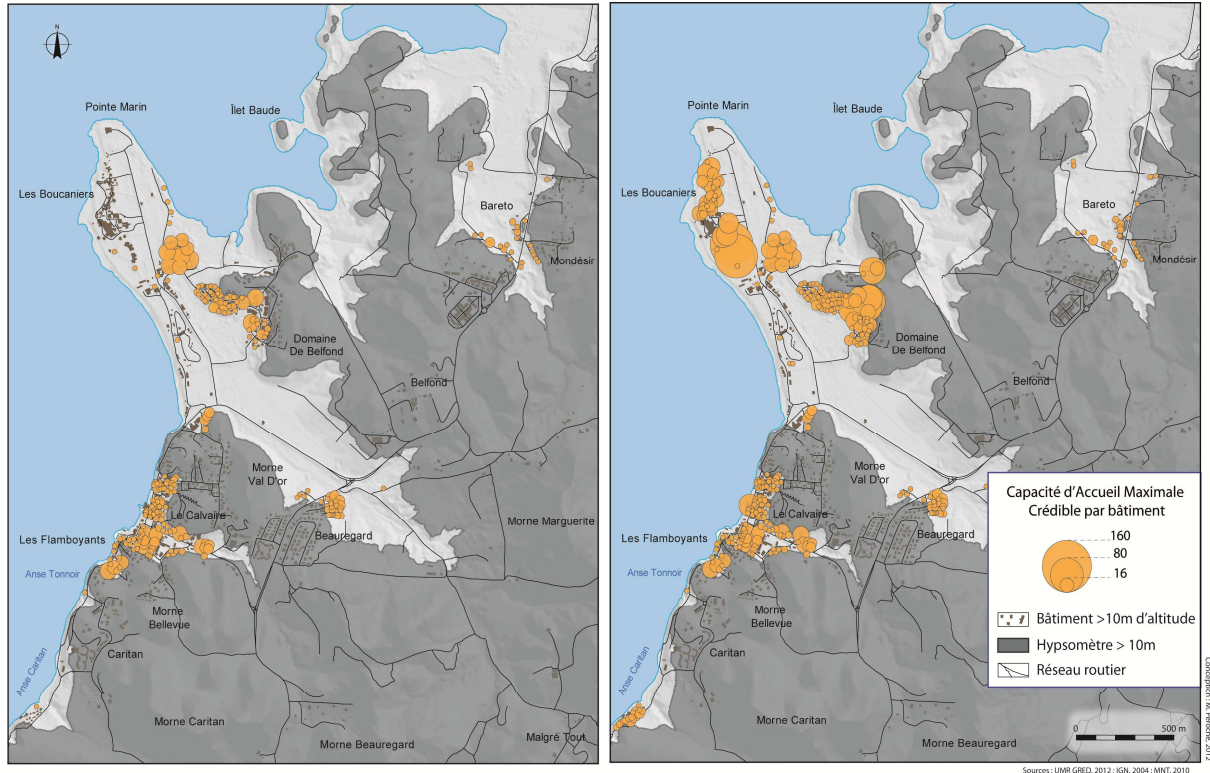 N
Pointe Marin
Îlet Baude
Les Boucaniers
Bareto
Mondésir
Domaine
De Belfond
Belfond
Morne
Val D'or
Le Calvaire
Morne Marguerite
Les Flamboyants
Beauregard
Anse Tonnoir
Morne
Bellevue
Caritan
Anse Caritan
Morne Caritan
Morne Beauregard
Malgré Tout
Pointe Marin
Îlet Baude
Les Boucaniers
Bareto
Mondésir
Domaine
De Belfond
Belfond
Morne
Val D'or
Le Calvaire
Les Flamboyants
Beauregard
Anse Tonnoir
Morne
Bellevue
Caritan
Anse Caritan
Morne Caritan
Morne Beauregard
Capacité d'Accueil Maximale
Crédible par bâtiment
160
80
16
Bâtiment >10m d'altitude
Hypsomètre > 10m
Réseau routier
0 500 m
Conception : M. Péroche, 2012
Sources : UMR GRED, 2012 ; IGN, 2004 ; MNT, 2010